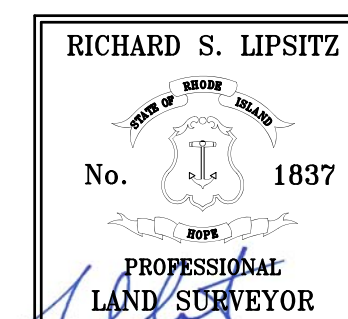 RICHARD S. LIPSITZ
STATE OF RHODE ISLAND
No. 1837
HOPE
PROFESSIONAL
LAND SURVEYOR